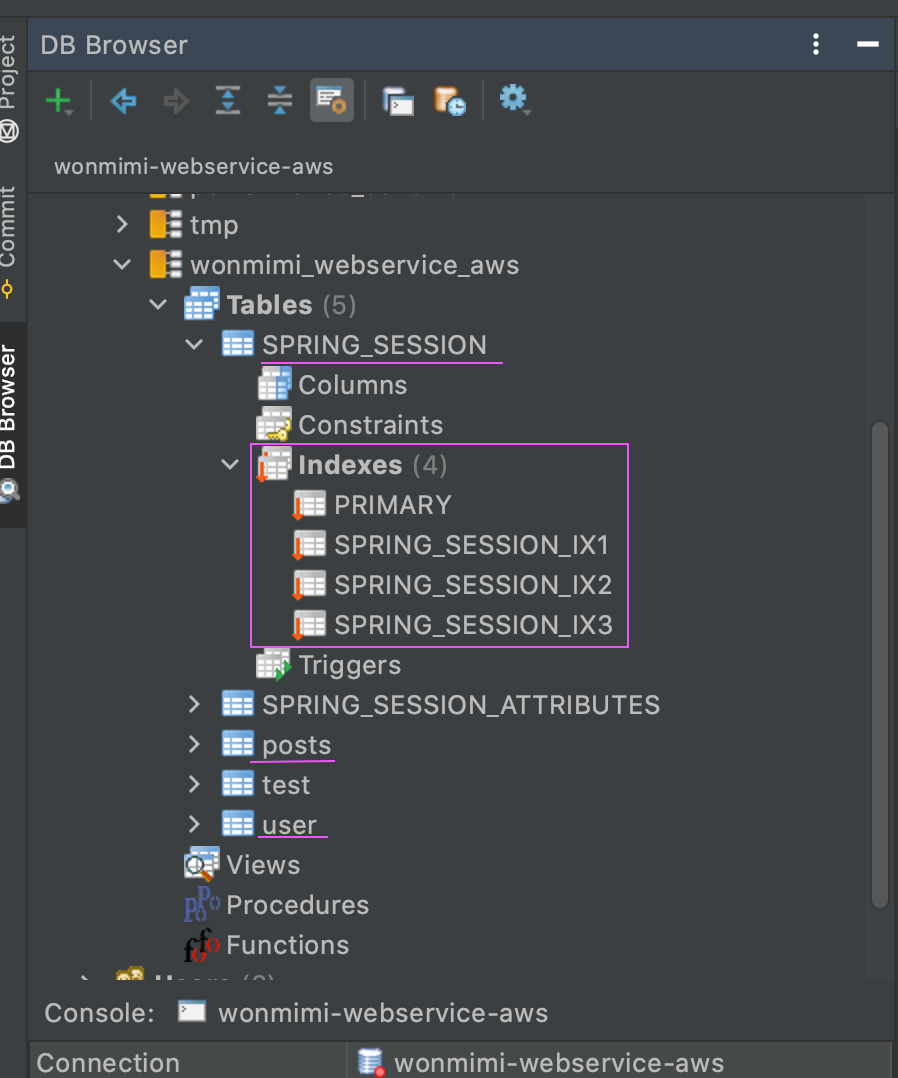 DB Browser
Project
Commit
DB Browser
wonmimi-webservice-aws
tmp
wonmimi_webservice_aws
Tables (5)
SPRING_SESSION
Columns
Constraints
Indexes (4)
PRIMARY
SPRING_SESSION_IX1
SPRING_SESSION_IX2
SPRING_SESSION_IX3
Triggers
SPRING_SESSION_ATTRIBUTES
posts
test
user
Views
Procedures
Functions
Console: wonmimi-webservice-aws
Connection wonmimi-webservice-aws